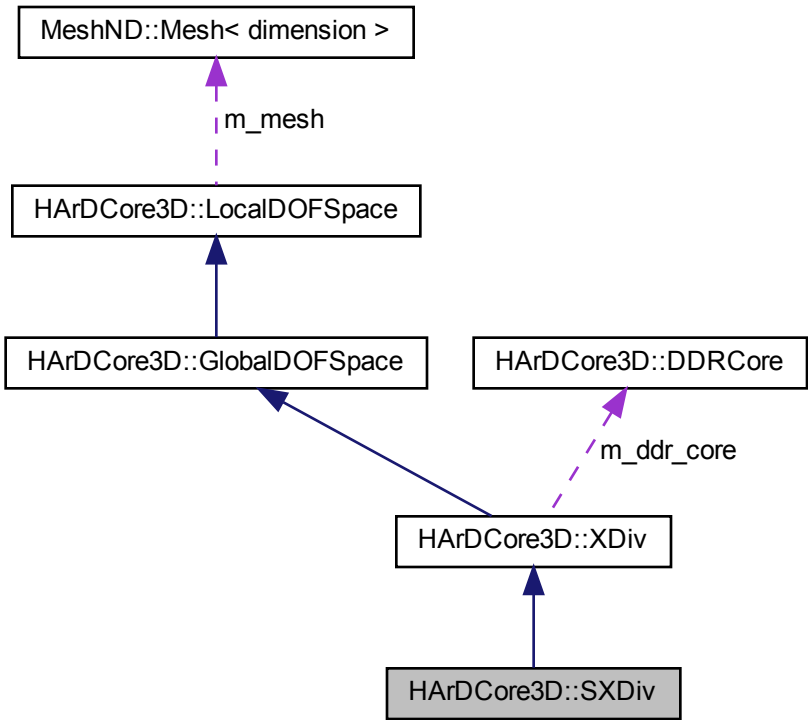 MeshND::Mesh< dimension >
m_mesh
HArDCore3D::LocalDOFSpace
HArDCore3D::GlobalDOFSpace
HArDCore3D::DDRCore
m_ddr_core
HArDCore3D::XDiv
HArDCore3D::SXDiv